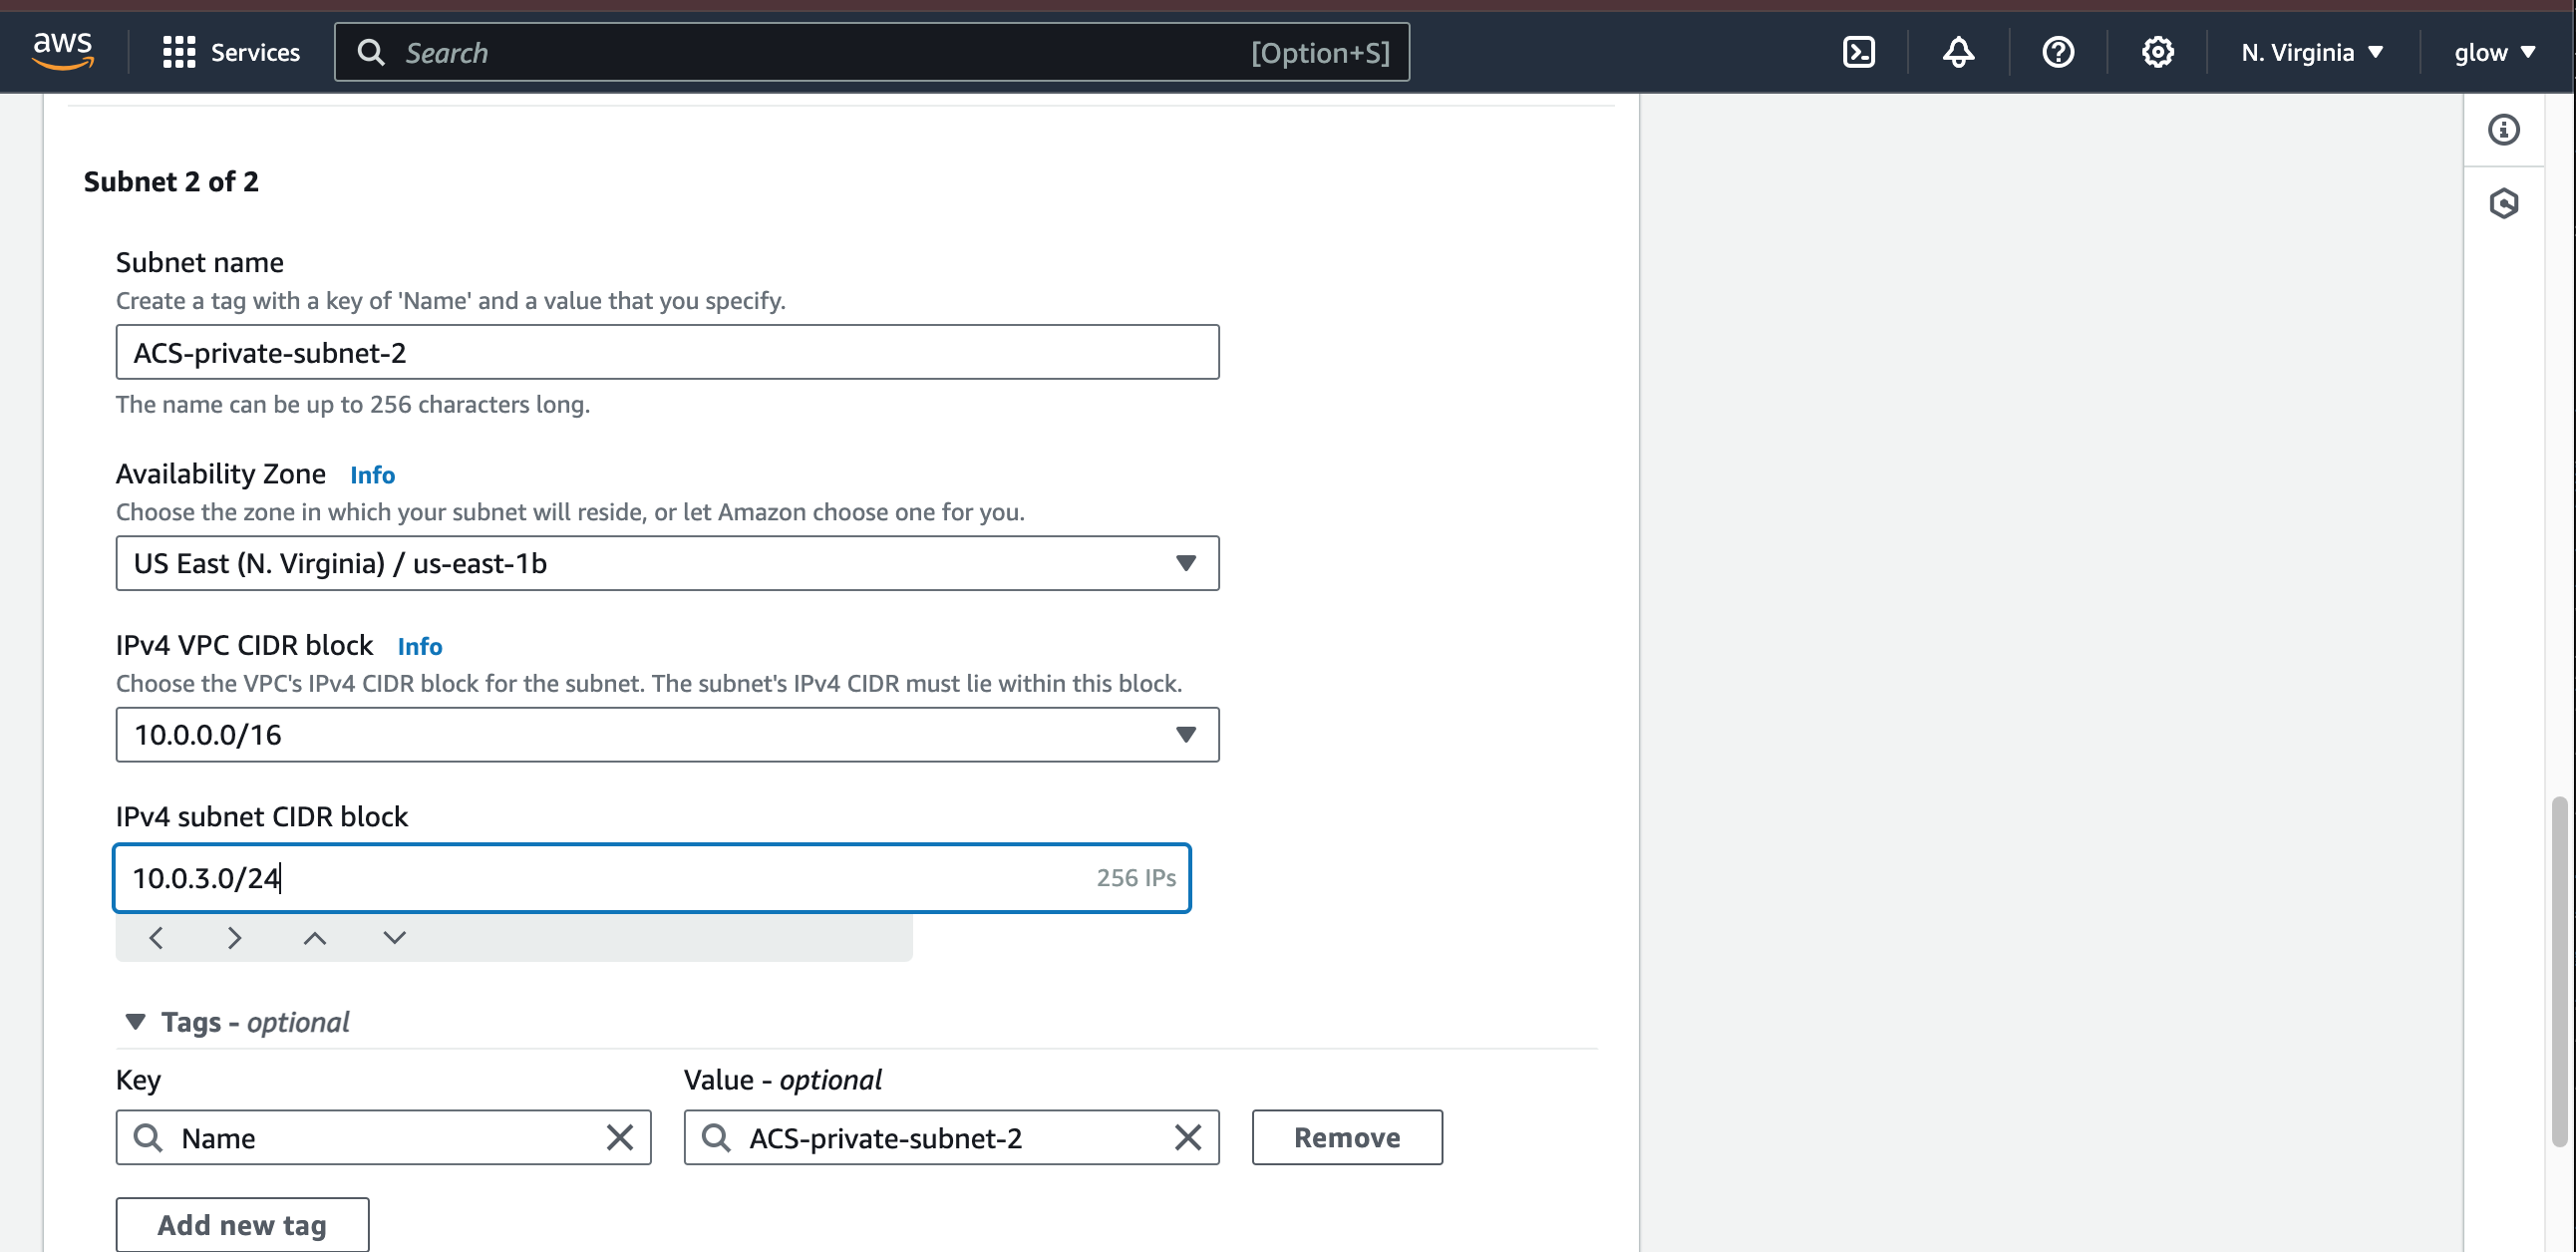 aws
Services
Search
[Option+S]
N. Virginia
glow
Subnet 2 of 2
Subnet name
Create a tag with a key of 'Name' and a value that you specify.
ACS-private-subnet-2
The name can be up to 256 characters long.
Availability Zone Info
Choose the zone in which your subnet will reside, or let Amazon choose one for you.
US East (N. Virginia) / us-east-1b
IPv4 VPC CIDR block Info
Choose the VPC's IPv4 CIDR block for the subnet. The subnet's IPv4 CIDR must lie within this block.
10.0.0.0/16
IPv4 subnet CIDR block
10.0.3.0/24 256 IPs
Tags - optional
Key Value - optional
Name ACS-private-subnet-2 Remove
Add new tag